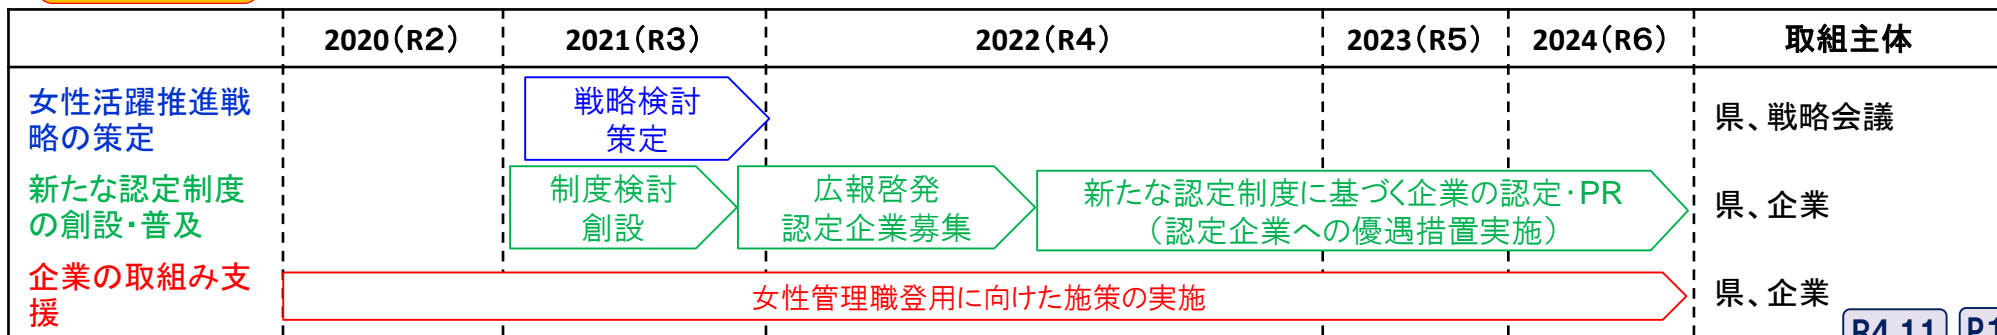 2020(R2) 2021(R3) 2022(R4) 2023(R5) 2024(R6) 取組主体
女性活躍推進戦
略の策定
戦略検討
策定
県、戦略会議
新たな認定制度
の創設・普及
制度検討
創設
広報啓発
認定企業募集
新たな認定制度に基づく企業の認定・PR
（認定企業への優遇措置実施）
県、企業
企業の取組み支
援
女性管理職登用に向けた施策の実施
県、企業
R4.11 P1